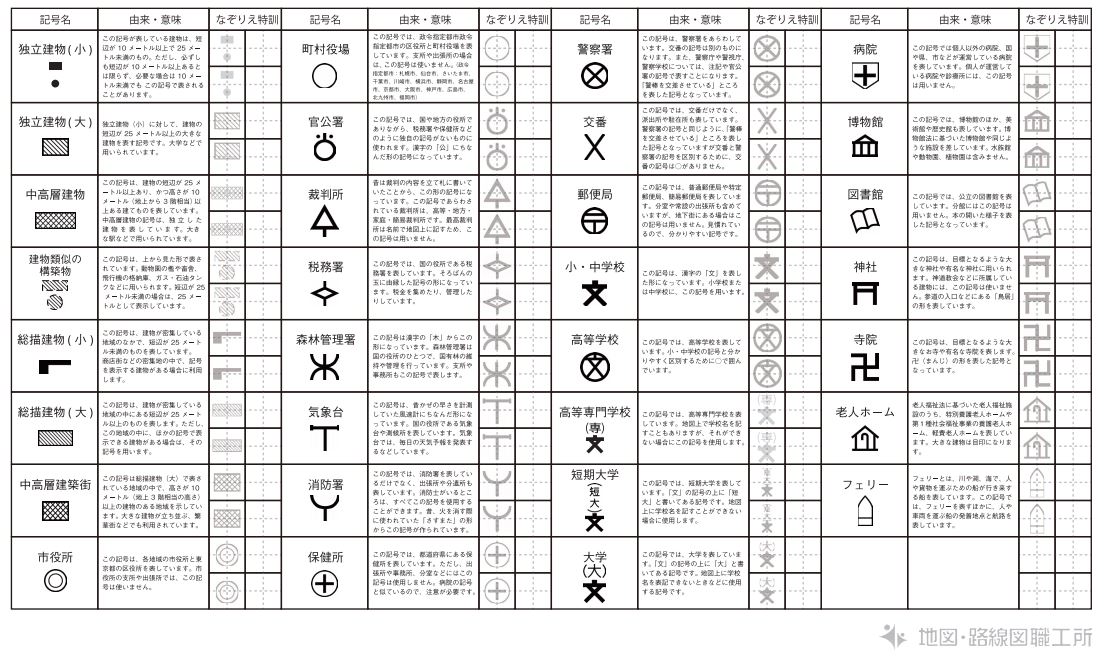 記号名
由来・意味
なぞりえ特訓
記号名
由来・意味
なぞりえ特訓
記号名
由来・意味
なぞりえ特訓
記号名
由来・意味
なぞりえ特訓
独立建物(小)
この記号が表している建物は、短
辺が 10 メートル以上で 25 メー
トル未満のもの。ただし、必ずし
も短辺が 10 メートル以上あると
は限らず、必要な場合は 10 メー
トル未満でも この記号で表される
ことがあります。
独立建物(大)
独立建物（小）に対して、建物の
短辺が 25 メートル以上の大きな
建物を表す記号です。大学などで
用いられています。
中高層建物
この記号は、建物の短辺が 25 メ
ートル以上あり、かつ高さが 10
メートル（地上から 3 階相当）以
上ある建てものを表しています。
中高層建物の記号は、独立した
建物を表しています。大き
な駅などで用いられています。
建物類似の
構築物
この記号は、上から見た形で表さ
れています。動物園の檻や畜舎、
飛行機の格納庫、ガス・石油タン
クなどに用いられます。短辺が 25
メートル未満の場合は、25 メー
トルとして表示しています。
総描建物(小)
この記号は、建物が密集している
地域のなかで、短辺が 25 メート
ル未満のものを表しています。
商店街などの密集地の中で、記号
を表示する建物がある場合に利用
します。
総描建物(大)
この記号は、建物が密集している
地域の中にある短辺が 25 メート
ル以上のものを表します。ただし、
この地域の中に、ほかの記号で表
示できる建物がある場合は、その
記号を用います。
中高層建築街
この記号は総描建物（大）で表さ
れている地域の中で、高さが 10 メ
ートル（地上 3 階相当の高さ）
以上の建物のある地域を示してい
ます。大きな建物が立ち並ぶ、繁
華街などでも利用されています。
市役所
この記号は、各地域の市役所と東
京都の区役所を表しています。市
役所の支所や出張所では、この記
号は使いません。
町村役場
この記号では、政令指定都市政令
指定都市の区役所と町村役場を表
しています。支所や出張所の場合
は、この記号は使いません。(政令
指定都市：札幌市、仙台市、さいたま市、
千葉市、川崎市、横浜市、静岡市、名古屋
市、京都市、大阪市、神戸市、広島市、
北九州市、福岡市)
官公署
この記号では、国や地方の役所で
ありながら、税務署や保健所など
のように独自の記号がないものに
使われます。漢字の「公」にちな
んだ形の記号になっています。
裁判所
昔は裁判の内容を立て札に書いて
いたことから、この形の記号にな
っています。この記号であらわさ
れている裁判所は、高等・地方・
家庭・簡易裁判所です。最高裁判
所は名前で地図上に記すため、こ
の記号は用いません。
税務署
この記号では、国の役所である税
務署を表しています。そろばんの
玉に由縁した記号の形になってい
ます。税金を集めたり、管理した
りしています。
森林管理署
この記号は漢字の「木」からこの
形になっています。森林管理署は
国の役所のひとつで、国有林の維
持や管理を行っています。支所や
事務所もこの記号で表します。
気象台
この記号では、昔かぜの早さを計測
していた風速計にちなんだ形になっ
ています。国の役所である気象
台や測候所を表しています。気象台
では、毎日の天気予報を発表す
るなどしています。
消防署
この記号では、消防署を表してい
るだけでなく、出張所や分遣所も
表しています。消防士がいるとこ
ろは、すべてこの記号を使用する
ことができます。昔、火を消す際
に使われていた「さすまた」の形
からこの記号が作られています。
保健所
この記号では、都道府県にある保
健所を表しています。ただし、出
張所や事務所、分室などにはこの
記号は使用しません。病院の記号
と似ているので、注意が必要です。
警察署
この記号は、警察署をあらわして
います。交番の記号は別のものに
なります。また、警察庁や警視庁、
警察学校については、注記や官公
署の記号で表すことになります。
「警棒を交差させている」ところ
を表した記号となっています。
交番
この記号では、交番だけでなく、
派出所や駐在所も表しています。
警察署の記号と同じように、「警棒
を交差させている」ところを表し
た記号となっていますが交番と警
察署の記号を区別するために、交
番の記号は〇がありません。
郵便局
この記号では、普通郵便局や特定
郵便局、簡易郵便局を表しています。
分室や常設の出張所も含めて
いますが、地下街にある場合はこ
の記号は用いません。見慣れてい
るので、分かりやすい記号です。
小・中学校
この記号は、漢字の「文」を表し
た形になっています。小学校また
は中学校に、この記号を用います。
高等学校
この記号では、高等学校を表して
います。小・中学校の記号と分か
りやすく区別するために〇で囲ん
でいます。
高等専門学校
(専)
この記号では、高等専門学校を表
しています。地図上で学校名を記
すこともありますが、それができ
ない場合にこの記号を使用します。
短期大学
(短大)
この記号では、短期大学を表して
います。「文」の記号の上に「短
大」と書いてある記号です。地図
上に学校名を記すことができない
場合に使用します。
大学
(大)
この記号では、大学を表していま
す。「文」の記号の上に「大」と書
いてある記号です。地図上に学校
名を表記できないときなどに使用
する記号です。
病院
この記号では個人以外の病院、国
や県、市などが運営している病院
を表しています。個人が運営して
いる病院や診療所には、この記号
は用いません。
博物館
この記号では、博物館のほか、美
術館や歴史館も表しています。博
物館法に基づいた博物館や同じよ
うな施設を差しています。水族館
や動物園、植物園は含みません。
図書館
この記号では、公立の図書館を表
しています。分館にはこの記号は
用いません。本の開いた様子を表
した記号となっています。
神社
この記号は、目標となるような大
きな神社や有名な神社に用いられ
ます。神道教会などに所属してい
る建物には、この記号は使いませ
ん。参道の入口などにある「鳥居」
の形を表しています。
寺院
この記号は、目標となるような大
きなお寺や有名な寺院を表します。
卍（まんじ）の形を表した記号と
なっています。
老人ホーム
老人福祉法に基づいた老人福祉施
設のうち、特別養護老人ホームや
第１種社会福祉事業の養護老人ホ
ーム、軽費老人ホームを表してい
ます。大きな建物は目印になりま
す。
フェリー
フェリーとは、川や湖、海で、人
や貨物を運ぶための船が行き来す
る船を表しています。この記号で
は、フェリーを表すほかに、人や
車両を運ぶ船の発着地点と航路を
表しています。
地図・路線図職工所